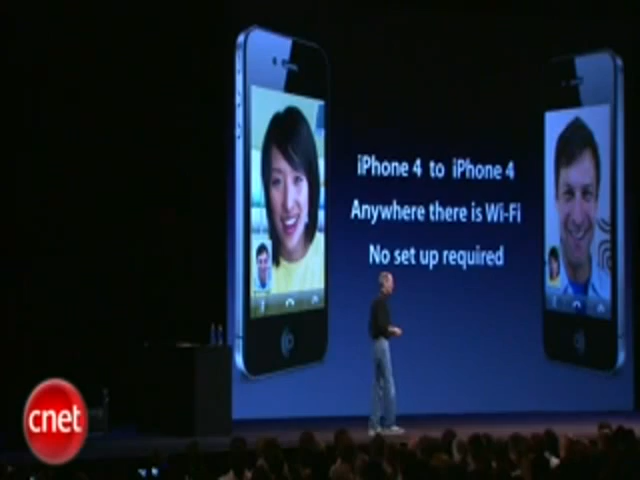 iPhone 4 to iPhone 4
Anywhere there is Wi-Fi
No set up required
cnet